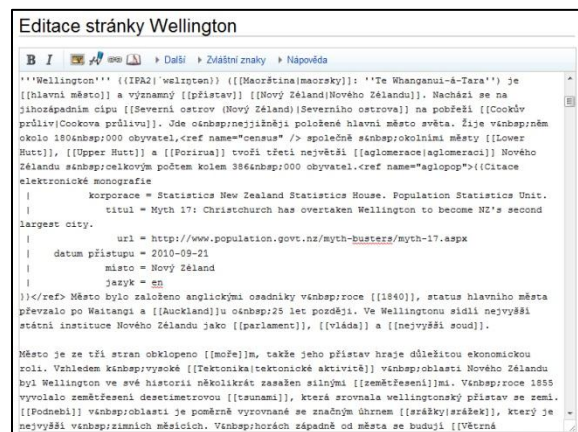 Editace stránky Wellington
B I Další Zvláštní znaky Nápověda
'''Wellington''' {{IPA2|ˈwɛlɪŋtən}} ([[Maorština|maorsky]]: ''Te Whanganui-ā-Tara'') je
[[hlavní město]] a významný [[přístav]] [[Nový Zéland|Nového Zélandu]]. Nachází se na
jihozápadním cípu [[Severní ostrov (Nový Zéland)|Severního ostrova]] na pobřeží [[Cookův
průliv|Cookova průlivu]]. Jde o&nbsp;nejjižněji položené hlavní město světa. Žije v&nbsp;něm
okolo 180&nbsp;000 obyvatel,<ref name="census" /> společně s&nbsp;okolními městy [[Lower
Hutt]], [[Upper Hutt]] a [[Porirua]] tvoří třetí největší [[aglomerace|aglomeraci]] Nového
Zélandu s&nbsp;celkovým počtem kolem 386&nbsp;000 obyvatel.<ref name="aglopop">{{Citace
elektronické monografie
| korporace = Statistics New Zealand Statistics House. Population Statistics Unit.
| titul = Myth 17: Christchurch has overtaken Wellington to become NZ's second
largest city.
| url = http://www.population.govt.nz/myth-busters/myth-17.aspx
| datum přístupu = 2010-09-21
| místo = Nový Zéland
| jazyk = en
}}</ref> Město bylo založeno anglickými osadníky v&nbsp;roce [[1840]], status hlavního města
převzalo po Waitangi a [[Auckland]]u o&nbsp;25 let později. Ve Wellingtonu sídlí nejvyšší
státní instituce Nového Zélandu jako [[parlament]], [[vláda]] a [[nejvyšší soud]].
Město je ze tří stran obklopeno [[moře]]m, takže jeho přístav hraje důležitou ekonomickou
roli. Vzhledem k&nbsp;vysoké [[Tektonika|tektonické aktivitě]] v&nbsp;oblasti Nového Zélandu
byl Wellington ve své historii několikrát zasažen silnými [[zemětřesení]]mi. V&nbsp;roce 1855
vyvolalo zemětřesení desetimetrovou [[tsunami]], která srovnala wellingtonský přístav se zemí.
[[Podnebí]] v&nbsp;oblasti je poměrně vyrovnané se značným úhrnem [[srážky|srážek]], který je
nejvyšší v&nbsp;zimních měsících. V&nbsp;horách západně od města se budují [[Větrná